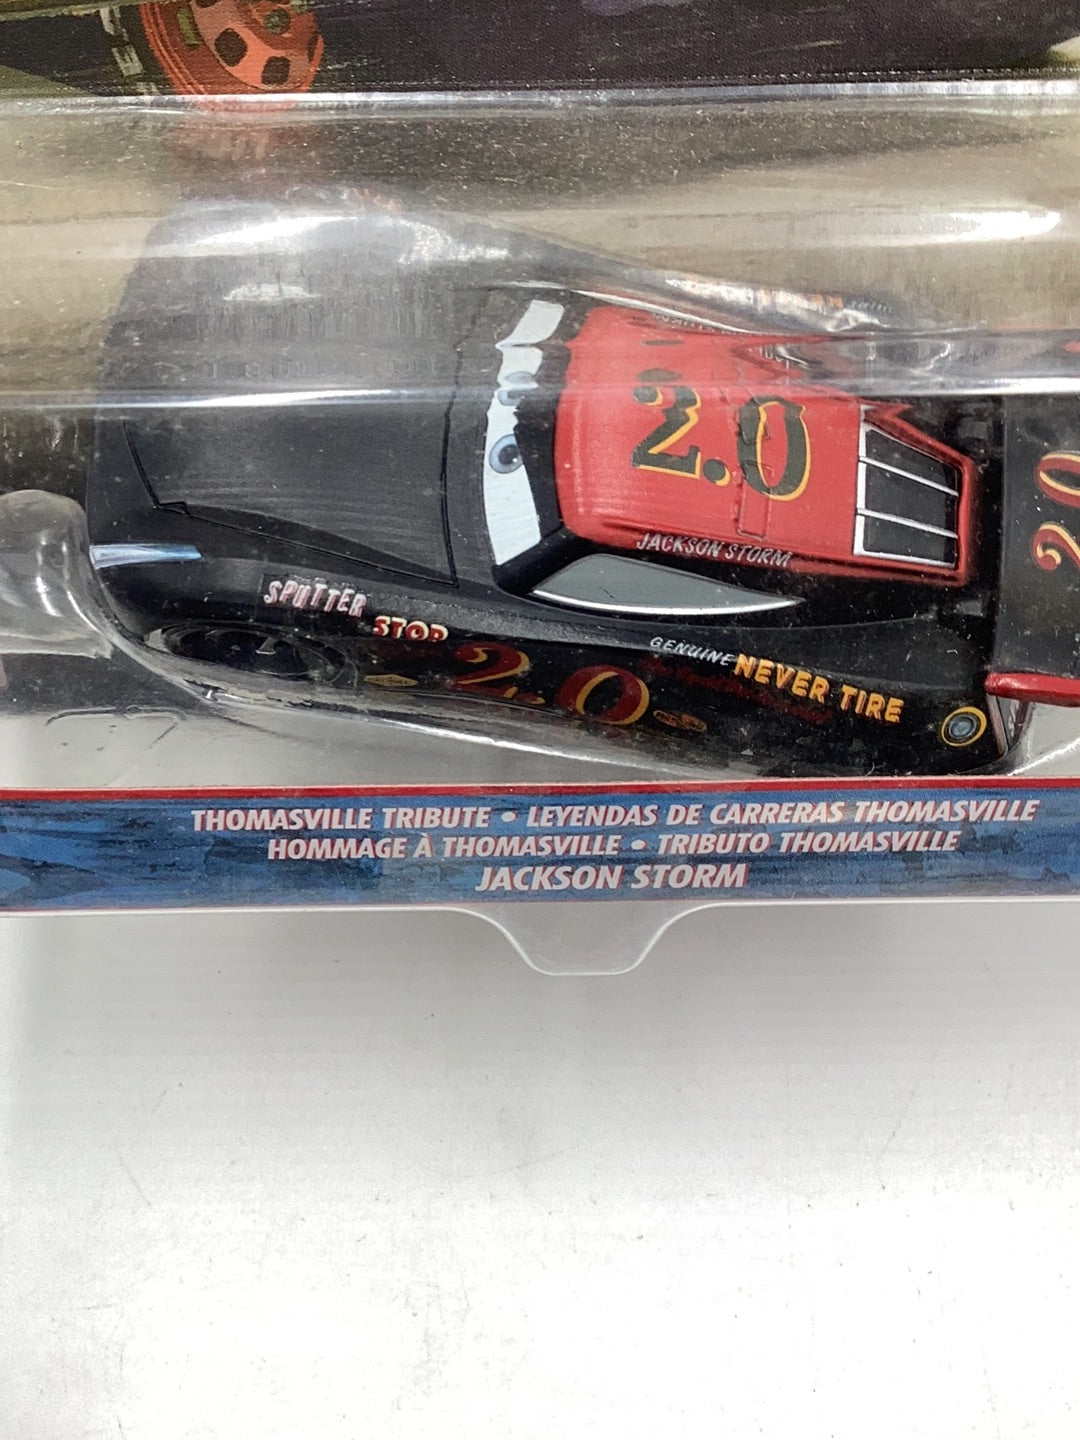 2.0
JACKSON STORM
SPUTTER
STOP
2.0
GENUINE NEVER TIRE
20
THOMASVILLE TRIBUTE • LEYENDAS DE CARRERAS THOMASVILLE
HOMMAGE À THOMASVILLE • TRIBUTO THOMASVILLE
JACKSON STORM